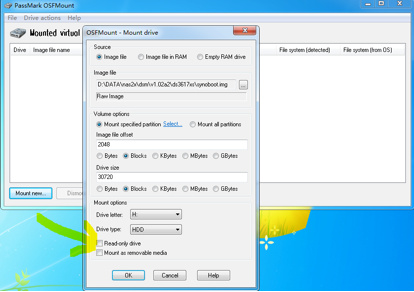 PassMark OSFMount
File Drive actions Help
Mounted virtual
Drive Image file name
File system (detected) File system (from OS)
Mount new...
OSFMount - Mount drive
Source
Image file Image file in RAM Empty RAM drive
Image file
D:\DATA\nas2x\dsm\v1.02a2\ds3617xs\synoboot.img ...
Raw Image
Volume options
Mount specified partition Select... Mount all partitions
Image file offset
2048
Bytes Blocks KBytes MBytes GBytes
Drive size
30720
Bytes Blocks KBytes MBytes GBytes
Mount options
Drive letter: H:
Drive type: HDD
Read-only drive
Mount as removable media
OK Cancel Help